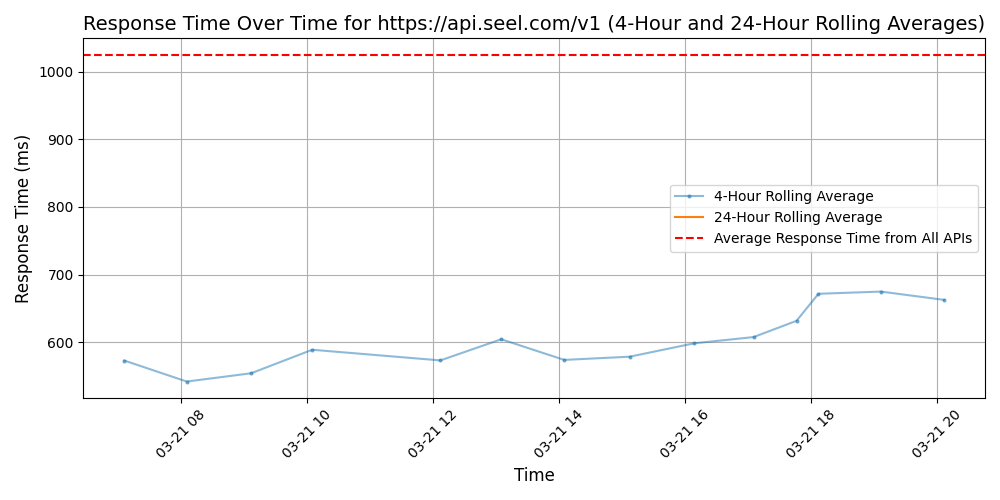 Response Time Over Time for https://api.seel.com/v1 (4-Hour and 24-Hour Rolling Averages)
Response Time (ms)
1000
900
800
700
600
4-Hour Rolling Average
24-Hour Rolling Average
Average Response Time from All APIs
03-21 08
03-21 10
03-21 12
03-21 14
03-21 16
03-21 18
03-21 20
Time